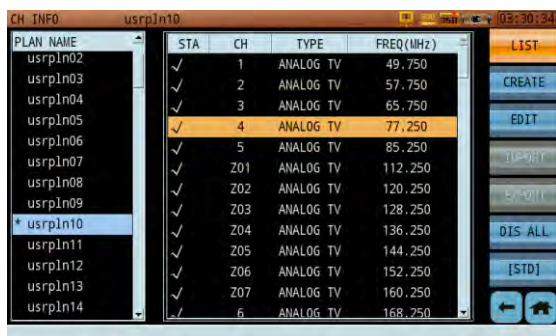 CH INFO usrpln10 03:30:34
PLAN NAME
usrpln02
usrpln03
usrpln04
usrpln05
usrpln06
usrpln07
usrpln08
usrpln09
* usrpln10
usrpln11
usrpln12
usrpln13
usrpln14
STA CH TYPE FREQ(MHz)
✓ 1 ANALOG TV 49.750
✓ 2 ANALOG TV 57.750
✓ 3 ANALOG TV 65.750
✓ 4 ANALOG TV 77.250
✓ 5 ANALOG TV 85.250
✓ Z01 ANALOG TV 112.250
✓ Z02 ANALOG TV 120.250
✓ Z03 ANALOG TV 128.250
✓ Z04 ANALOG TV 136.250
✓ Z05 ANALOG TV 144.250
✓ Z06 ANALOG TV 152.250
✓ Z07 ANALOG TV 160.250
✓ 6 ANALOG TV 168.250
LIST
CREATE
EDIT
DIS ALL
[STD]